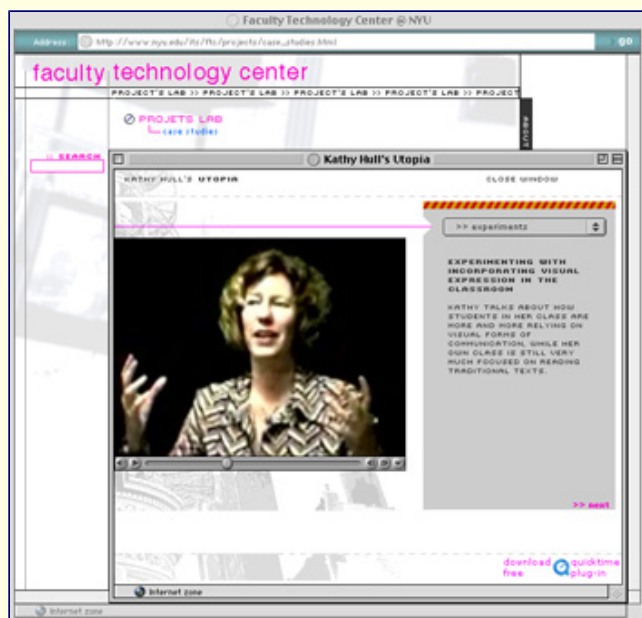 Faculty Technology Center @ NYU
Address: http://www.nyu.edu/its/ftc/projects/case_studies.html
go
faculty technology center
PROJECT'S LAB >> PROJECT'S LAB >> PROJECT'S LAB >> PROJECT'S LAB >> PROJECT
PROJETS LAB
case studies
ABOUT
:: SEARCH
Kathy Hull's Utopia
KATHY HULL'S UTOPIA
CLOSE WINDOW
>> experiments
EXPERIMENTING WITH
INCORPORATING VISUAL
EXPRESSION IN THE
CLASSROOM
KATHY TALKS ABOUT HOW
STUDENTS IN HER CLASS ARE
MORE AND MORE RELYING ON
VISUAL FORMS OF
COMMUNICATION, WHILE HER
OWN CLASS IS STILL VERY
MUCH FOCUSED ON READING
TRADITIONAL TEXTS.
>> next
download quicktime
free plug-in
Internet zone
Internet zone